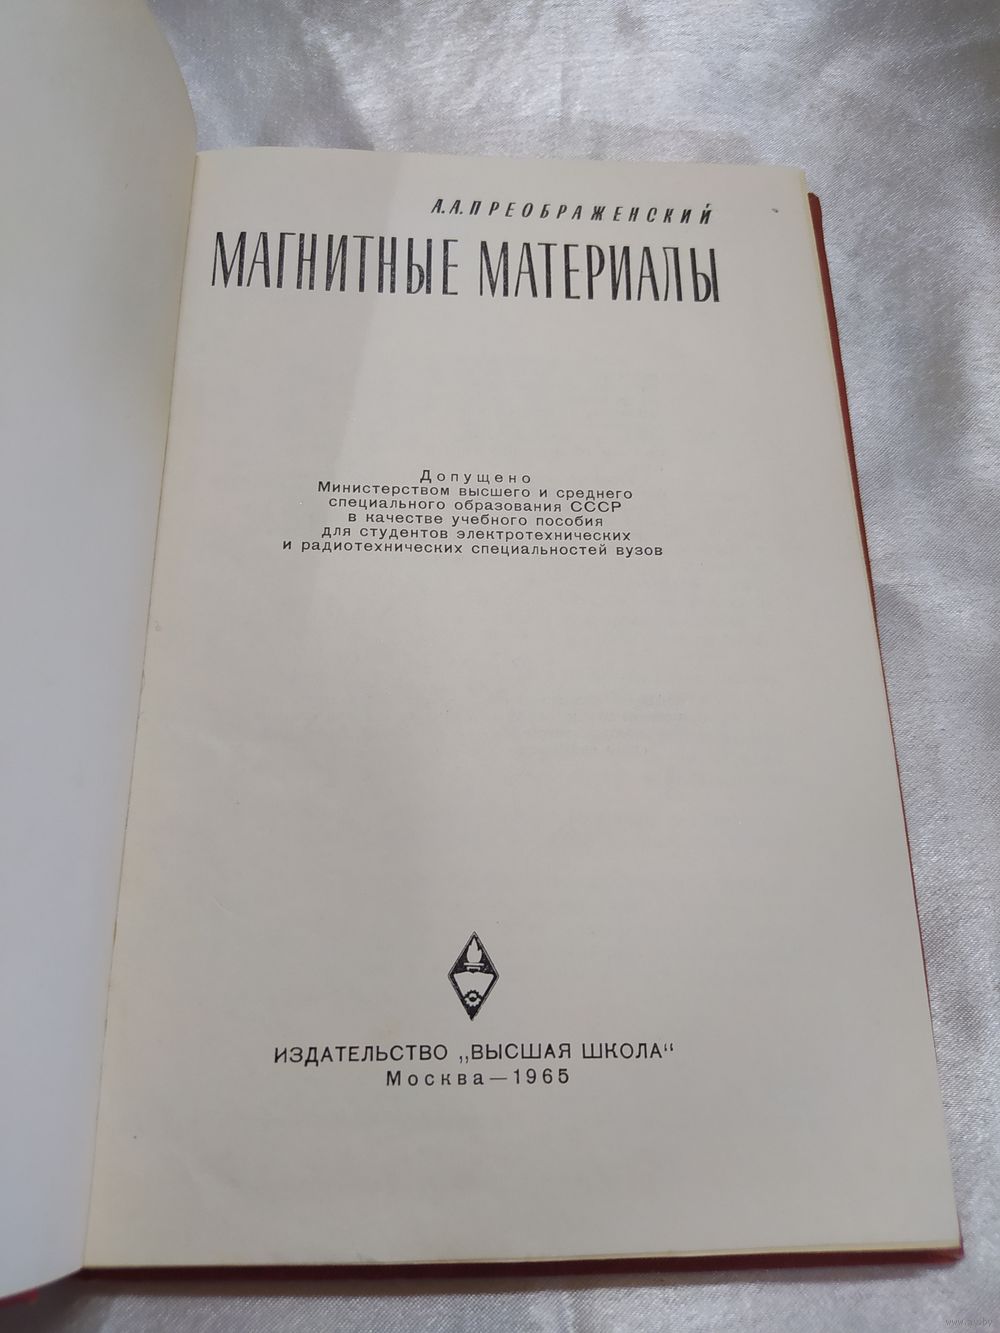 А.А.ПРЕОБРАЖЕНСКИЙ
МАГНИТНЫЕ МАТЕРИАЛЫ
Допущено
Министерством высшего и среднего
специального образования СССР
в качестве учебного пособия
для студентов электротехнических
и радиотехнических специальностей вузов
ИЗДАТЕЛЬСТВО „ВЫСШАЯ ШКОЛА“
Москва—1965